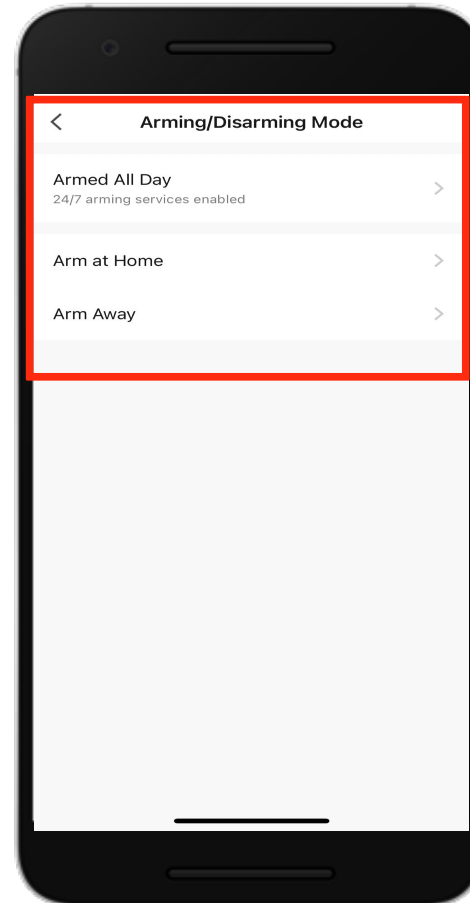 Arming/Disarming Mode
Armed All Day
24/7 arming services enabled
Arm at Home
Arm Away